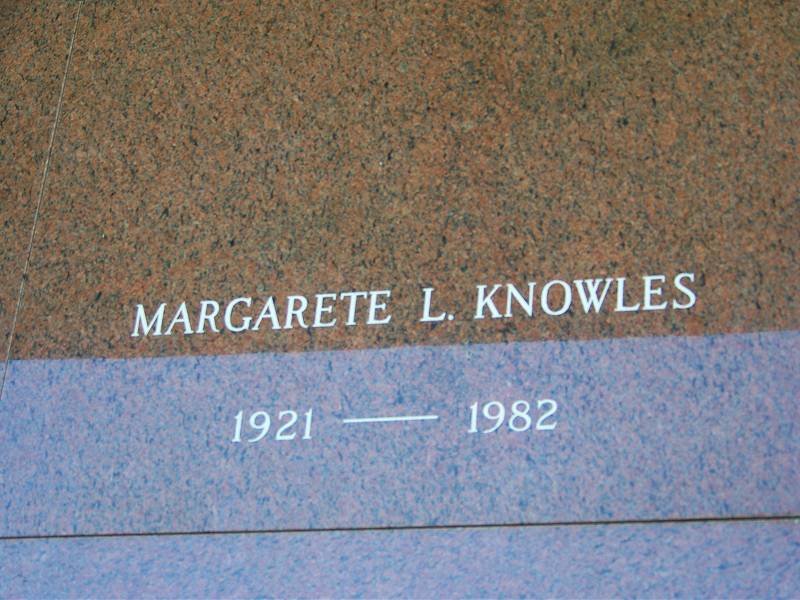 MARGARETE L. KNOWLES
1921 — 1982